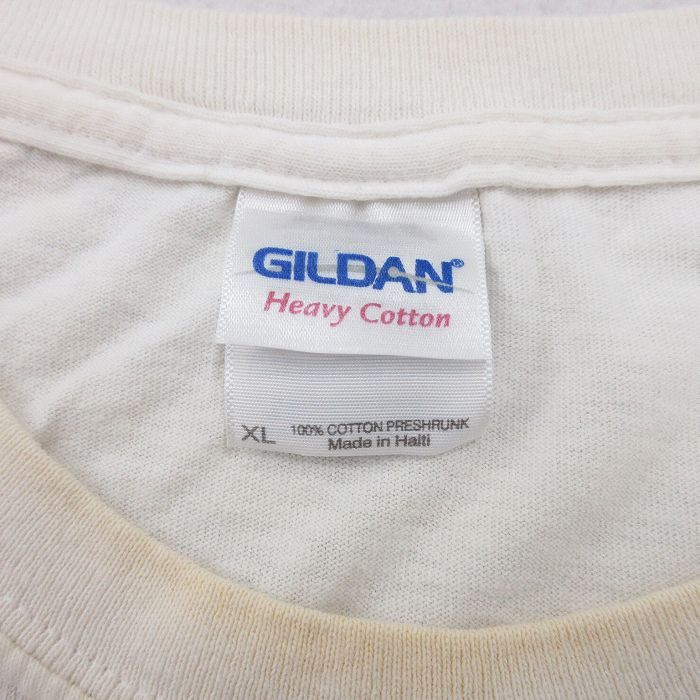 GILDAN®
Heavy Cotton
XL 100% COTTON PRESHRUNK
Made in Haiti